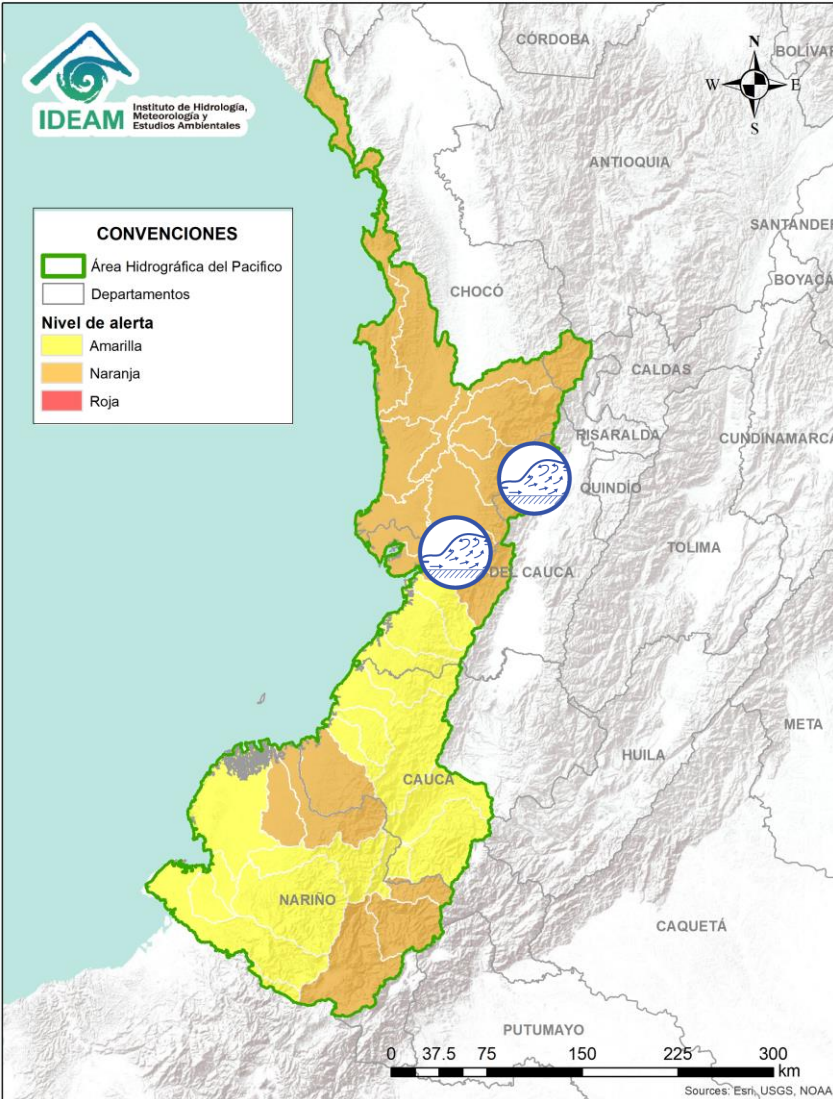 IDEAM
Instituto de Hidrología,
Meteorología y
Estudios Ambientales
CONVENCIONES
Área Hidrográfica del Pacifico
Departamentos
Nivel de alerta
Amarilla
Naranja
Roja
N
W
E
S
CÓRDOBA
BOLÍVAR
ANTIOQUIA
SANTANDER
BOYACÁ
CHOCÓ
CALDAS
RISARALDA
CUNDINAMARCA
QUINDÍO
TOLIMA
DEL CAUCA
META
HUILA
CAUCA
NARIÑO
CAQUETÁ
PUTUMAYO
0 37.5 75 150 225 300
km
Sources: Esri, USGS, NOAA